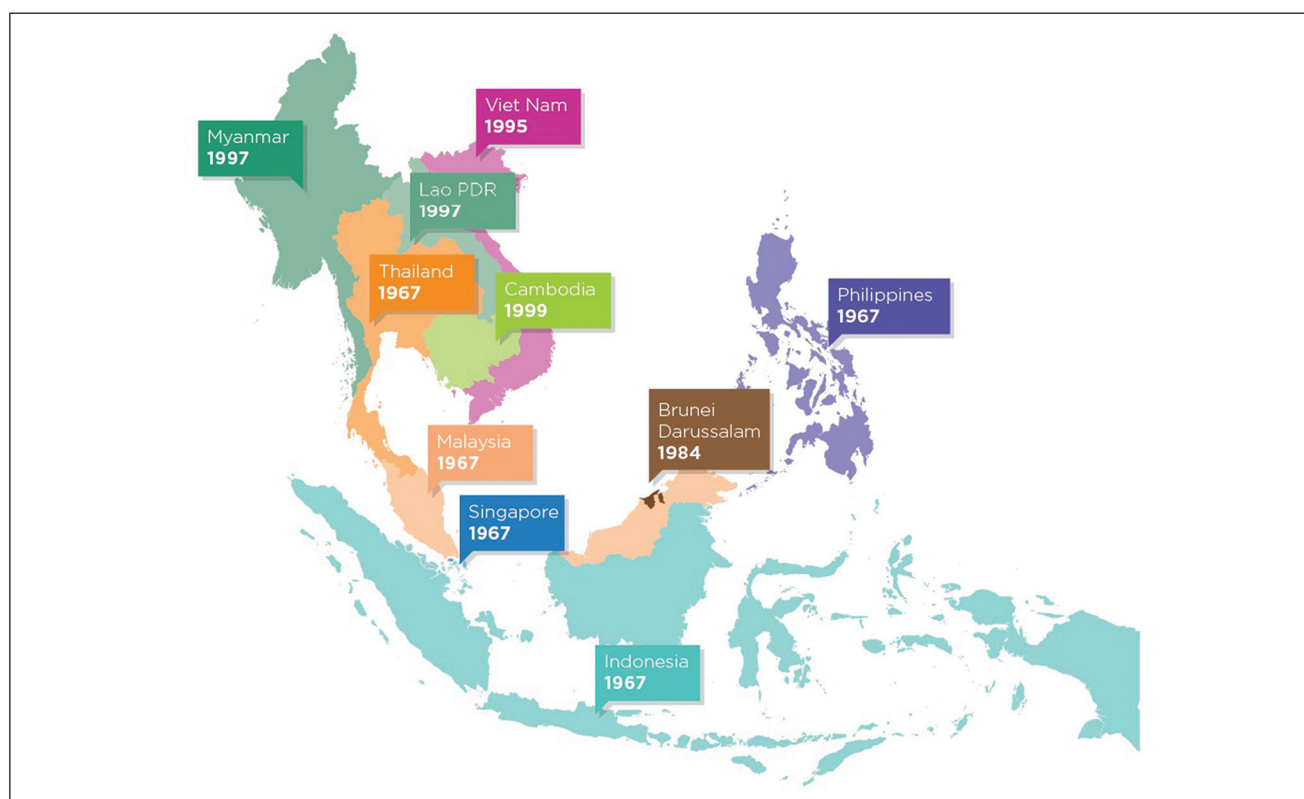 Viet Nam
1995
Myanmar
1997
Lao PDR
1997
Thailand
1967
Cambodia
1999
Philippines
1967
Brunei
Darussalam
1984
Malaysia
1967
Singapore
1967
Indonesia
1967